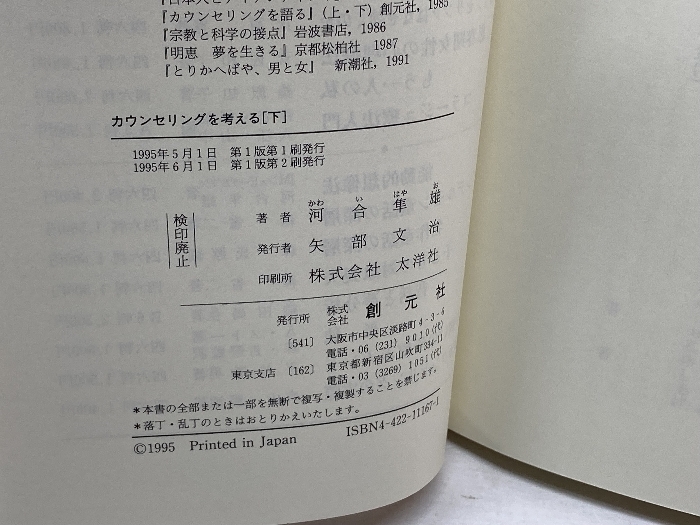 『カウンセリングを語る』(上・下)創元社, 1985
『宗教と科学の接点』岩波書店, 1986
『明恵 夢を生きる』京都松柏社 1987
『とりかへばや、男と女』 新潮社, 1991
カウンセリングを考える[下]
1995年5月1日 第1版第1刷発行
1995年6月1日 第1版第2刷発行
検印廃止
かわ い はや お
著者 河合隼雄
発行者 矢部文治
印刷所 株式会社 太洋社
発行所 株式会社 創元社
〔541〕 大阪市中央区淡路町4-3-6
電話・06 (231) 9010(代)
東京支店 〔162〕 東京都新宿区山吹町334-11
電話・03 (3269) 1051(代)
*本書の全部または一部を無断で複写・複製することを禁じます。
*落丁・乱丁のときはおとりかえいたします。
©1995 Printed in Japan ISBN4-422-11167-1